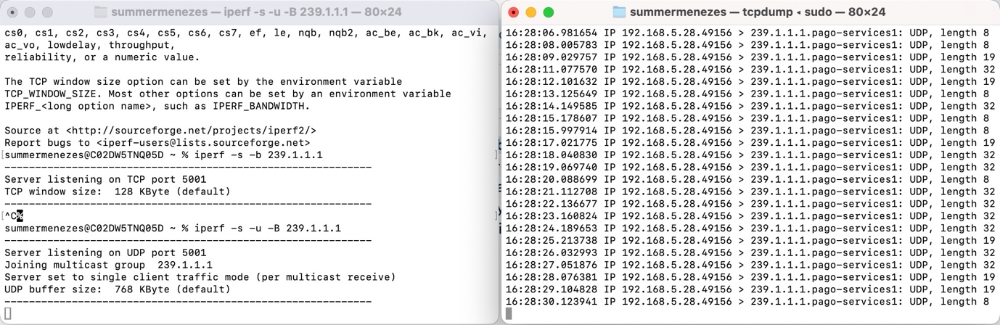 summermenezes — iperf -s -u -B 239.1.1.1 — 80×24
cs0, cs1, cs2, cs3, cs4, cs5, cs6, cs7, ef, le, nqb, nqb2, ac_be, ac_bk, ac_vi,
ac_vo, lowdelay, throughput,
reliability, or a numeric value.
The TCP window size option can be set by the environment variable
TCP_WINDOW_SIZE. Most other options can be set by an environment variable
IPERF_<long option name>, such as IPERF_BANDWIDTH.
Source at <http://sourceforge.net/projects/iperf2/>
Report bugs to <iperf-users@lists.sourceforge.net>
[summermenezes@C02DW5TNQ05D ~ % iperf -s -b 239.1.1.1 ]
------------------------------------------------------------
Server listening on TCP port 5001
TCP window size:  128 KByte (default)
------------------------------------------------------------
[^C% ]
summermenezes@C02DW5TNQ05D ~ % iperf -s -u -B 239.1.1.1
------------------------------------------------------------
Server listening on UDP port 5001
Joining multicast group  239.1.1.1
Server set to single client traffic mode (per multicast receive)
UDP buffer size:  768 KByte (default)
------------------------------------------------------------
summermenezes — tcpdump ◂ sudo — 80×24
16:28:06.981654 IP 192.168.5.28.49156 > 239.1.1.1.pago-services1: UDP, length 8
16:28:08.005783 IP 192.168.5.28.49156 > 239.1.1.1.pago-services1: UDP, length 8
16:28:09.029757 IP 192.168.5.28.49156 > 239.1.1.1.pago-services1: UDP, length 19
16:28:11.077570 IP 192.168.5.28.49156 > 239.1.1.1.pago-services1: UDP, length 32
16:28:12.101632 IP 192.168.5.28.49156 > 239.1.1.1.pago-services1: UDP, length 19
16:28:13.125649 IP 192.168.5.28.49156 > 239.1.1.1.pago-services1: UDP, length 8
16:28:14.149585 IP 192.168.5.28.49156 > 239.1.1.1.pago-services1: UDP, length 32
16:28:15.178607 IP 192.168.5.28.49156 > 239.1.1.1.pago-services1: UDP, length 8
16:28:15.997914 IP 192.168.5.28.49156 > 239.1.1.1.pago-services1: UDP, length 8
16:28:17.021775 IP 192.168.5.28.49156 > 239.1.1.1.pago-services1: UDP, length 19
16:28:18.040830 IP 192.168.5.28.49156 > 239.1.1.1.pago-services1: UDP, length 32
16:28:19.069740 IP 192.168.5.28.49156 > 239.1.1.1.pago-services1: UDP, length 32
16:28:20.088699 IP 192.168.5.28.49156 > 239.1.1.1.pago-services1: UDP, length 8
16:28:21.112708 IP 192.168.5.28.49156 > 239.1.1.1.pago-services1: UDP, length 32
16:28:22.136677 IP 192.168.5.28.49156 > 239.1.1.1.pago-services1: UDP, length 32
16:28:23.160824 IP 192.168.5.28.49156 > 239.1.1.1.pago-services1: UDP, length 32
16:28:24.189653 IP 192.168.5.28.49156 > 239.1.1.1.pago-services1: UDP, length 32
16:28:25.213738 IP 192.168.5.28.49156 > 239.1.1.1.pago-services1: UDP, length 19
16:28:26.032993 IP 192.168.5.28.49156 > 239.1.1.1.pago-services1: UDP, length 32
16:28:27.051876 IP 192.168.5.28.49156 > 239.1.1.1.pago-services1: UDP, length 32
16:28:28.076381 IP 192.168.5.28.49156 > 239.1.1.1.pago-services1: UDP, length 19
16:28:29.104828 IP 192.168.5.28.49156 > 239.1.1.1.pago-services1: UDP, length 19
16:28:30.123941 IP 192.168.5.28.49156 > 239.1.1.1.pago-services1: UDP, length 8